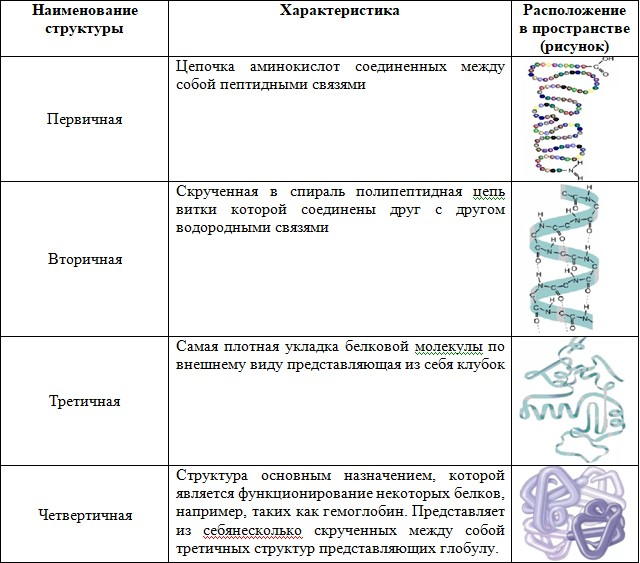 Наименование структуры
Характеристика
Расположение в пространстве (рисунок)
Первичная
Цепочка аминокислот соединенных между
собой пептидными связями
Вторичная
Скрученная в спираль полипептидная цепь
витки которой соединены друг с другом
водородными связями
Третичная
Самая плотная укладка белковой молекулы по
внешнему виду представляющая из себя клубок
Четвертичная
Структура основным назначением, которой
является функционирование некоторых белков,
например, таких как гемоглобин. Представляет
из себянесколько скрученных между собой
третичных структур представляющих глобулу.